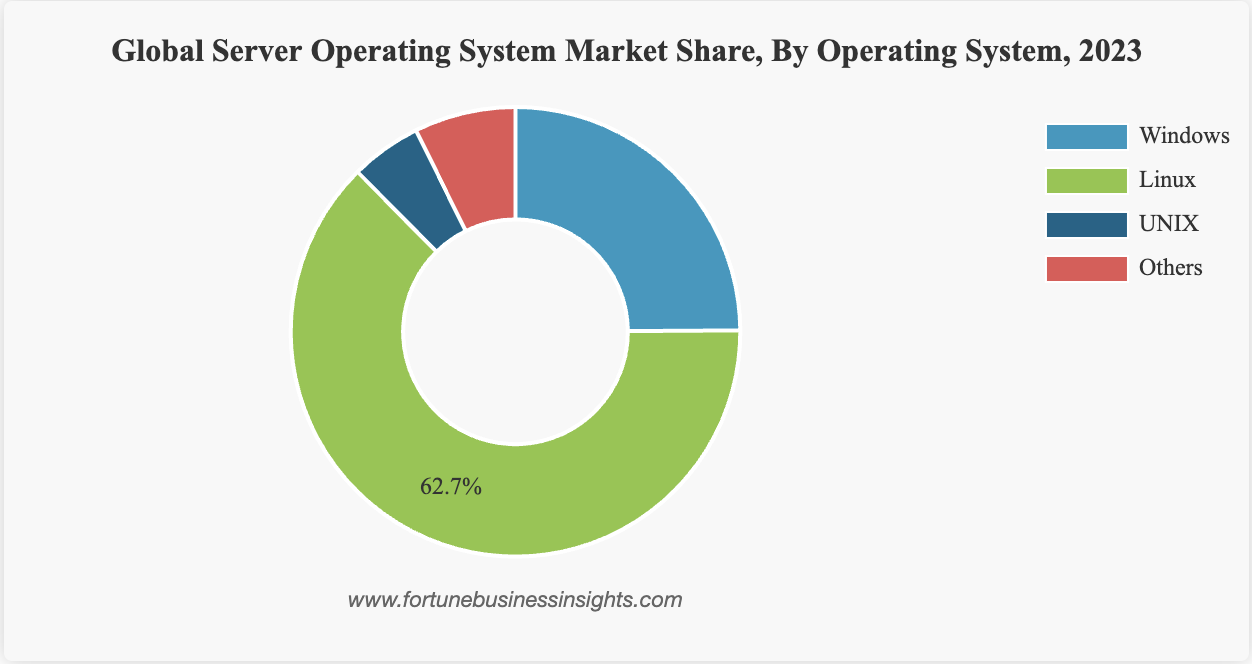 Global Server Operating System Market Share, By Operating System, 2023
Windows
Linux
UNIX
Others
62.7%
www.fortunebusinessinsights.com